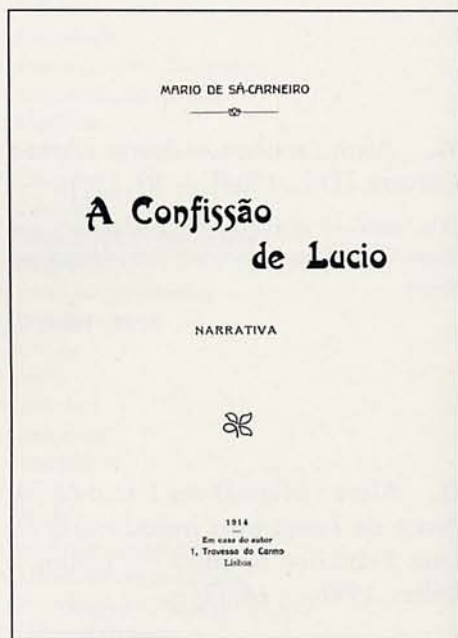 MARIO DE SÁ-CARNEIRO
A Confissão
de Lucio
NARRATIVA
1914
Em casa do autor
1, Travessa do Carmo
Lisboa